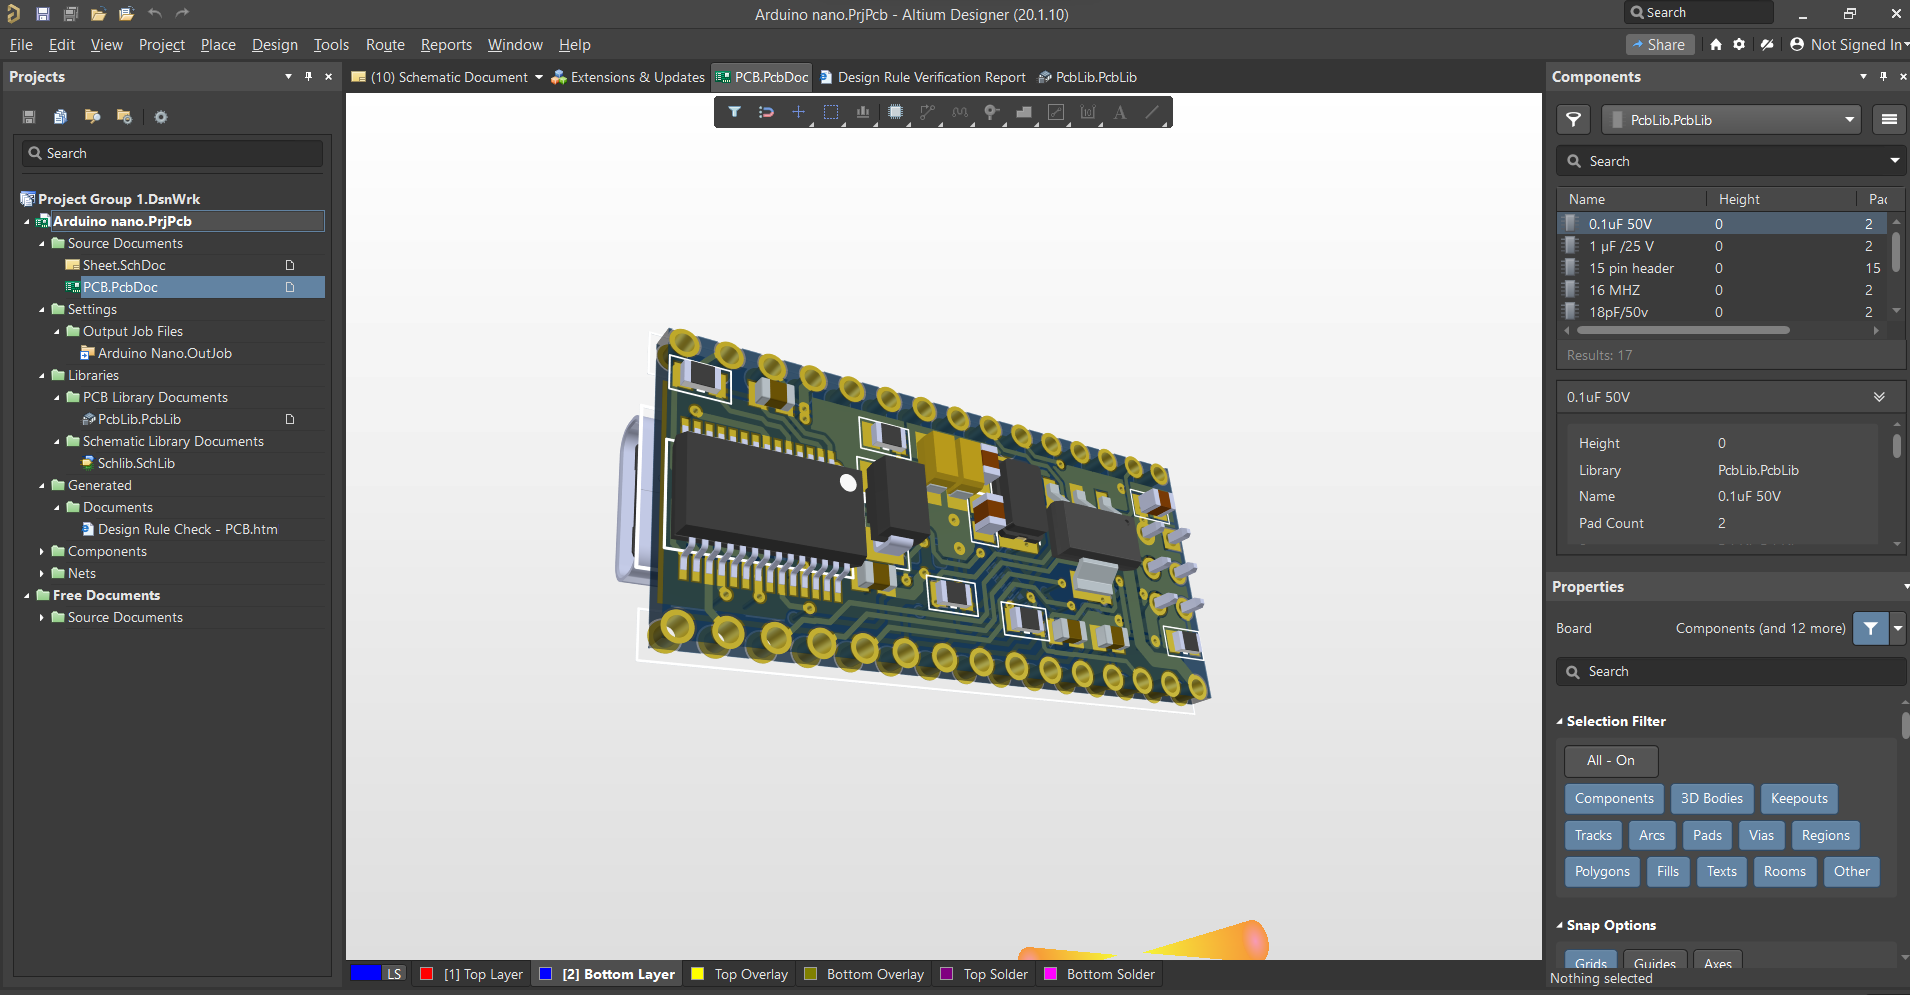 Arduino nano.PrjPcb - Altium Designer (20.1.10)
Search
File Edit View Project Place Design Tools Route Reports Window Help
Share
Not Signed In
Projects
(10) Schematic Document
Extensions & Updates
PCB.PcbDoc
Design Rule Verification Report
PcbLib.PcbLib
Search
Project Group 1.DsnWrk
Arduino nano.PrjPcb
Source Documents
Sheet.SchDoc
PCB.PcbDoc
Settings
Output Job Files
Arduino Nano.OutJob
Libraries
PCB Library Documents
PcbLib.PcbLib
Schematic Library Documents
Schlib.SchLib
Generated
Documents
Design Rule Check - PCB.htm
Components
Nets
Free Documents
Source Documents
A
LS
[1] Top Layer
[2] Bottom Layer
Top Overlay
Bottom Overlay
Top Solder
Bottom Solder
Components
PcbLib.PcbLib
Search
Name Height Pac
0.1uF 50V 0 2
1 µF /25 V 0 2
15 pin header 0 15
16 MHZ 0 2
18pF/50v 0 2
Results: 17
0.1uF 50V
Height 0
Library PcbLib.PcbLib
Name 0.1uF 50V
Pad Count 2
Properties
Board Components (and 12 more)
Search
Selection Filter
All - On
Components 3D Bodies Keepouts
Tracks Arcs Pads Vias Regions
Polygons Fills Texts Rooms Other
Snap Options
Grids Guides Axes
Nothing selected